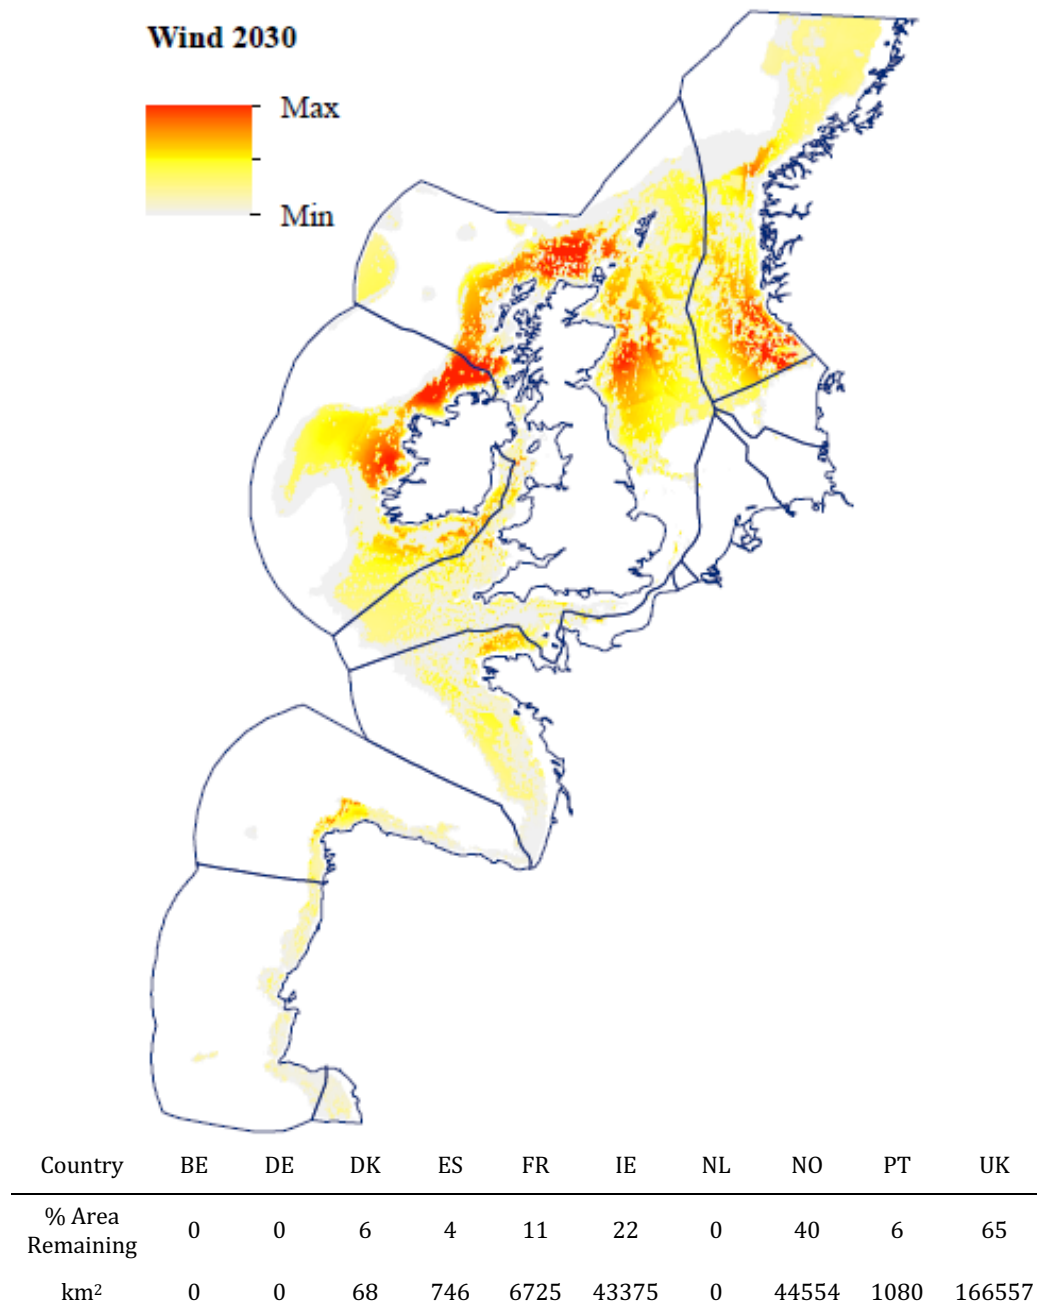 Wind 2030
Max
Min
Country BE DE DK ES FR IE NL NO PT UK
% Area
Remaining 0 0 6 4 11 22 0 40 6 65
km² 0 0 68 746 6725 43375 0 44554 1080 166557